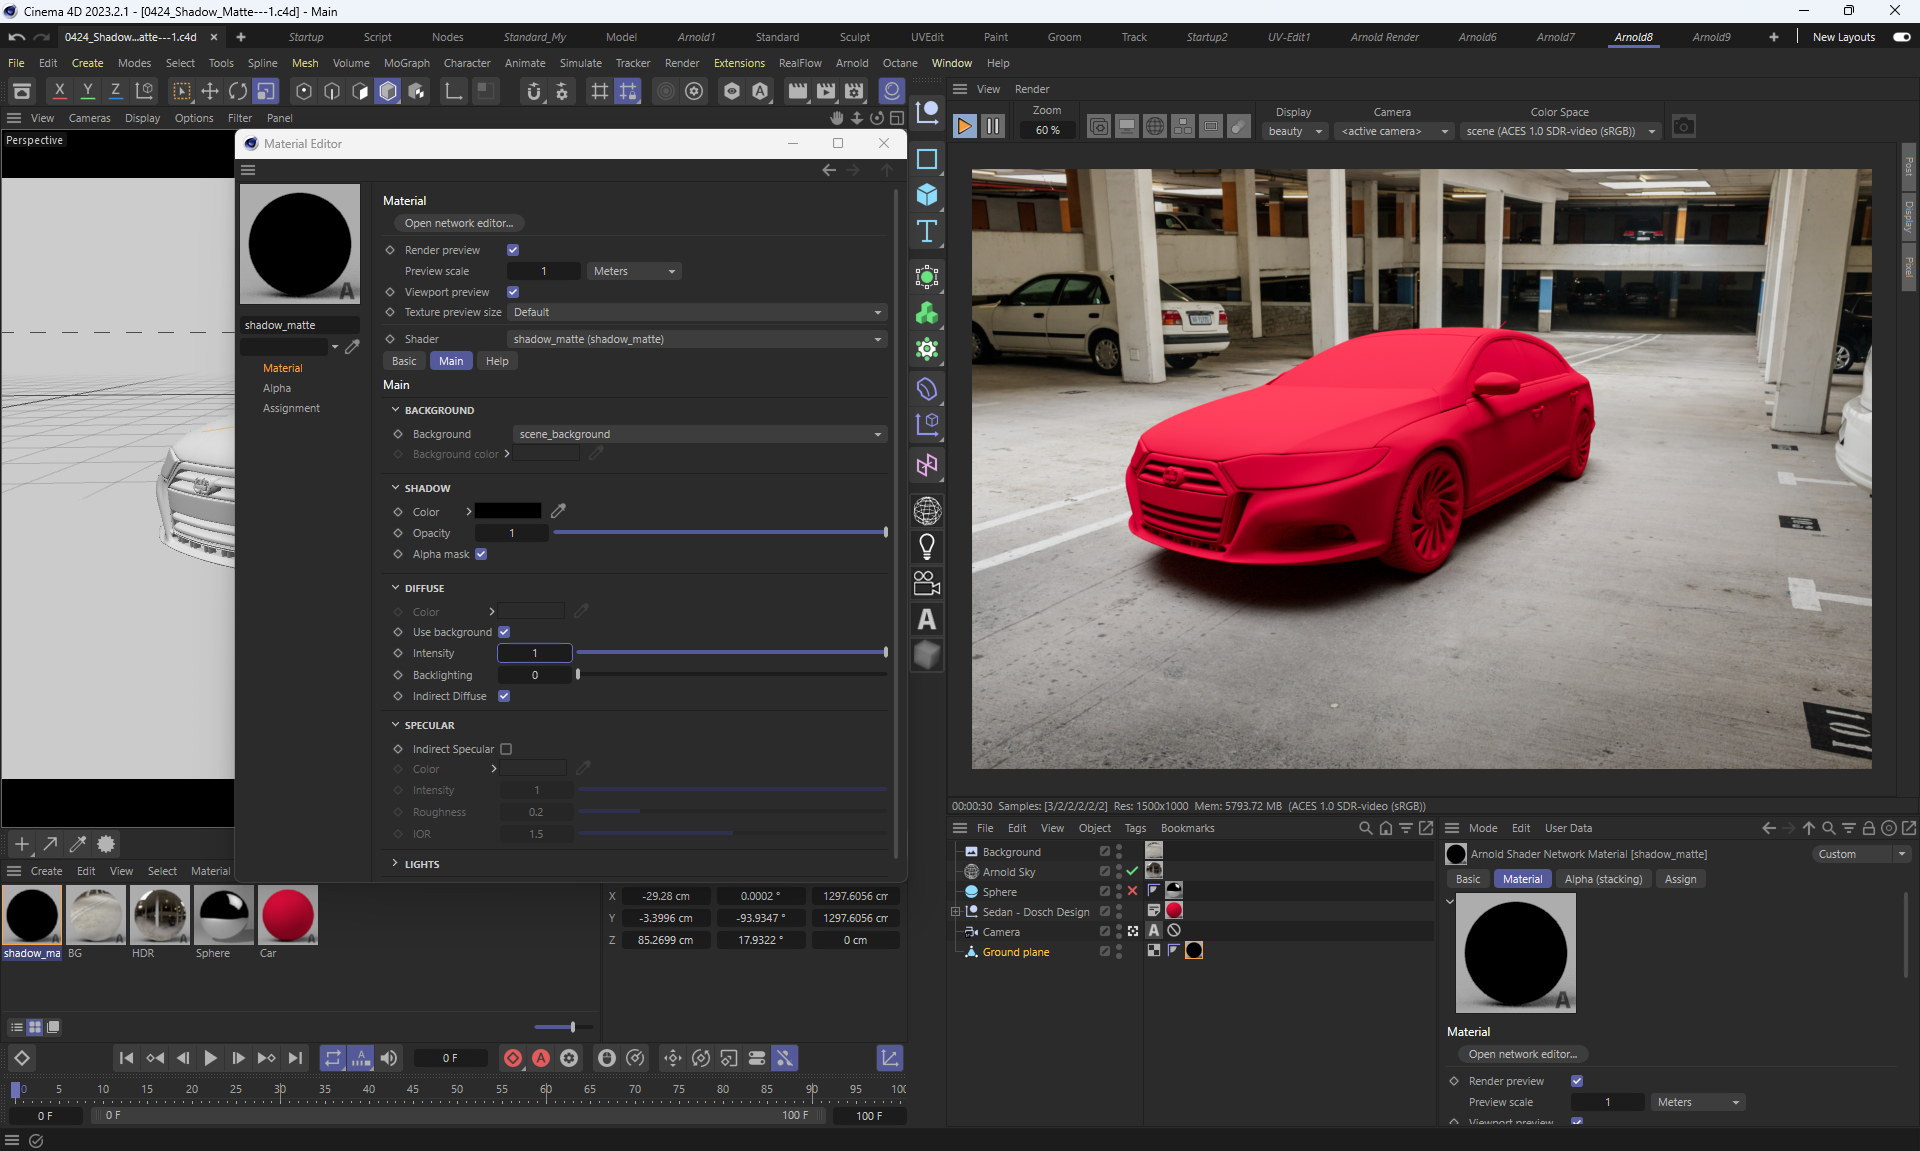 Cinema 4D 2023.2.1 - [0424_Shadow_Matte---1.c4d] - Main
0424_Shadow...atte---1.c4d × + Startup Script Nodes Standard_My Model Arnold1 Standard Sculpt UVEdit Paint Groom Track Startup2 UV-Edit1 Arnold Render Arnold6 Arnold7 Arnold8 Arnold9 + New Layouts
File Edit Create Modes Select Tools Spline Mesh Volume MoGraph Character Animate Simulate Tracker Render Extensions RealFlow Arnold Octane Window Help
X Y Z
View Render
View Cameras Display Options Filter Panel
Zoom Display Camera Color Space
60 % beauty <active camera> scene (ACES 1.0 SDR-video (sRGB))
Perspective
Post
Display
Pixel
Material Editor
Material
Open network editor...
Render preview
Preview scale 1 Meters
Viewport preview
Texture preview size Default
Shader shadow_matte (shadow_matte)
shadow_matte
Material
Alpha
Assignment
Basic Main Help
Main
BACKGROUND
Background scene_background
Background color
SHADOW
Color
Opacity 1
Alpha mask
DIFFUSE
Color
Use background
Intensity 1
Backlighting 0
Indirect Diffuse
SPECULAR
Indirect Specular
Color
Intensity 1
Roughness 0.2
IOR 1.5
LIGHTS
101
00:00:30 Samples: [3/2/2/2/2/2] Res: 1500x1000 Mem: 5793.72 MB (ACES 1.0 SDR-video (sRGB))
File Edit View Object Tags Bookmarks
Background
Arnold Sky
Sphere
Sedan - Dosch Design
Camera
Ground plane
Mode Edit User Data
Arnold Shader Network Material [shadow_matte] Custom
Basic Material Alpha (stacking) Assign
Material
Open network editor...
Render preview
Preview scale 1 Meters
Viewport preview
Create Edit View Select Material
shadow_ma BG HDR Sphere Car
X -29.28 cm 0.0002 ° 1297.6056 cm
Y -3.3996 cm -93.9347 ° 1297.6056 cm
Z 85.2699 cm 17.9322 ° 0 cm
0 F
0 5 10 15 20 25 30 35 40 45 50 55 60 65 70 75 80 85 90 95 100
0 F 0 F 100 F 100 F